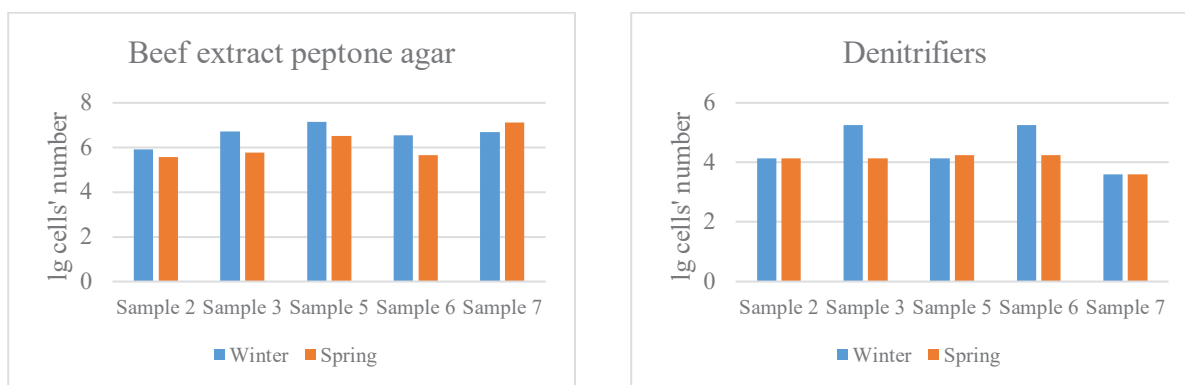 Beef extract peptone agar
lg cells' number
8
6
4
2
0
Sample 2 Sample 3 Sample 5 Sample 6 Sample 7
Winter Spring
Denitrifiers
lg cells' number
6
4
2
0
Sample 2 Sample 3 Sample 5 Sample 6 Sample 7
Winter Spring